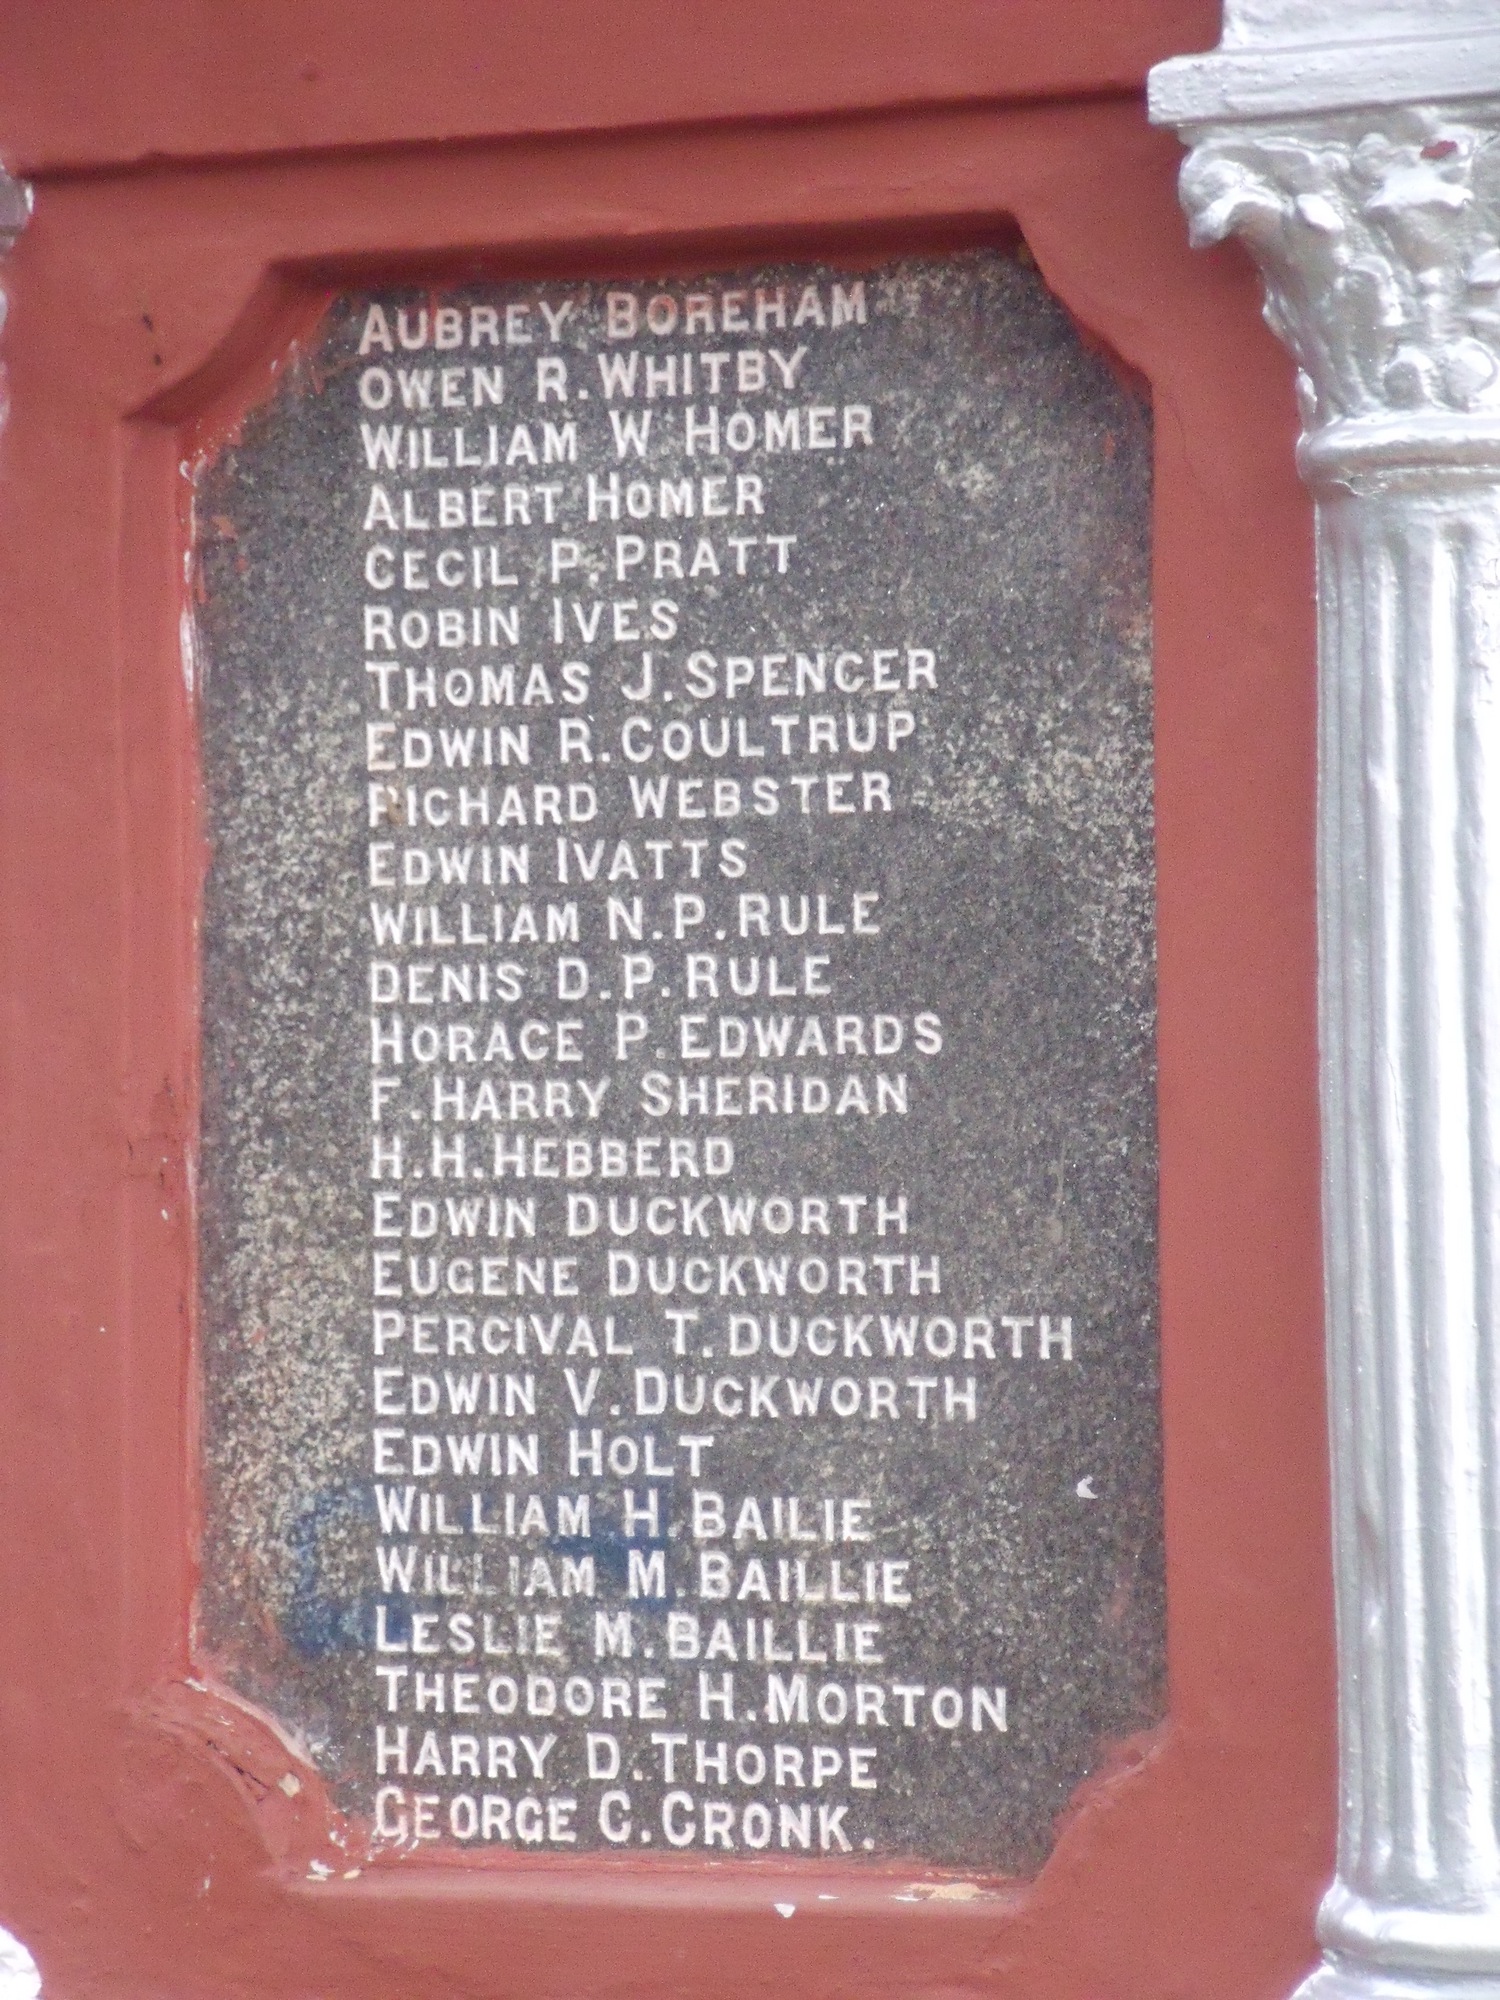 AUBREY BOREHAM
OWEN R. WHITBY
WILLIAM W HOMER
ALBERT HOMER
CECIL P. PRATT
ROBIN IVES
THOMAS J. SPENCER
EDWIN R. COULTRUP
RICHARD WEBSTER
EDWIN IVATTS
WILLIAM N. P. RULE
DENIS D. P. RULE
HORACE P. EDWARDS
F. HARRY SHERIDAN
H. H. HEBBERD
EDWIN DUCKWORTH
EUGENE DUCKWORTH
PERCIVAL T. DUCKWORTH
EDWIN V. DUCKWORTH
EDWIN HOLT
WILLIAM H. BAILIE
WILLIAM M. BAILLIE
LESLIE M. BAILLIE
THEODORE H. MORTON
HARRY D. THORPE
GEORGE C. CRONK.